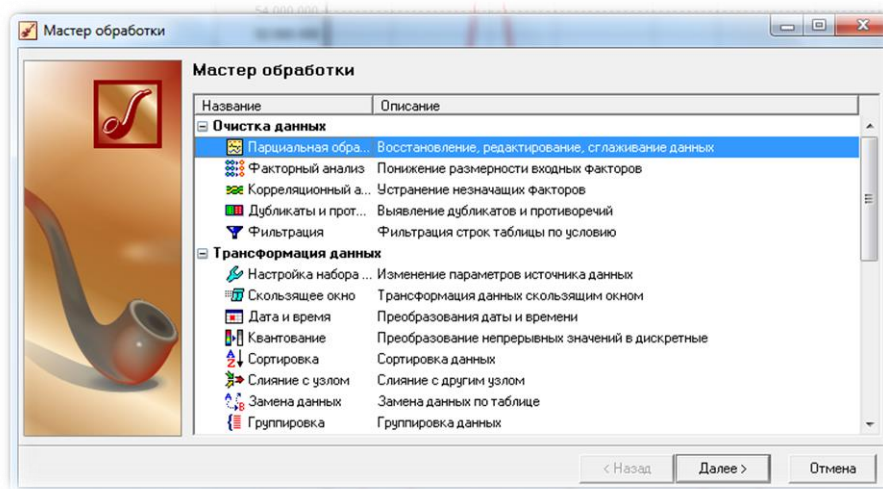 54 000 000
Мастер обработки
Мастер обработки
Название Описание
Очистка данных
Парциальная обра... Восстановление, редактирование, сглаживание данных
Факторный анализ Понижение размерности входных факторов
Корреляционный а... Устранение незначащих факторов
Дубликаты и прот... Выявление дубликатов и противоречий
Фильтрация Фильтрация строк таблицы по условию
Трансформация данных
Настройка набора ... Изменение параметров источника данных
Скользящее окно Трансформация данных скользящим окном
Дата и время Преобразования даты и времени
Квантование Преобразование непрерывных значений в дискретные
Сортировка Сортировка данных
Слияние с узлом Слияние с другим узлом
Замена данных Замена данных по таблице
Группировка Группировка данных
< Назад Далее > Отмена